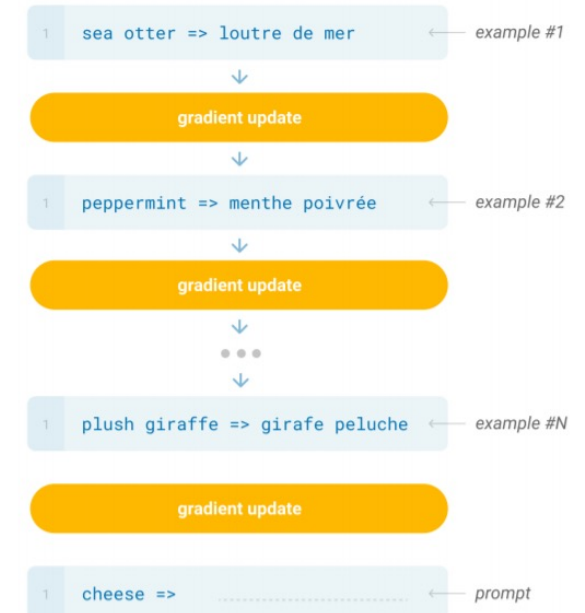 1 sea otter => loutre de mer example #1
gradient update
1 peppermint => menthe poivrée example #2
gradient update
1 plush giraffe => girafe peluche example #N
gradient update
1 cheese => prompt